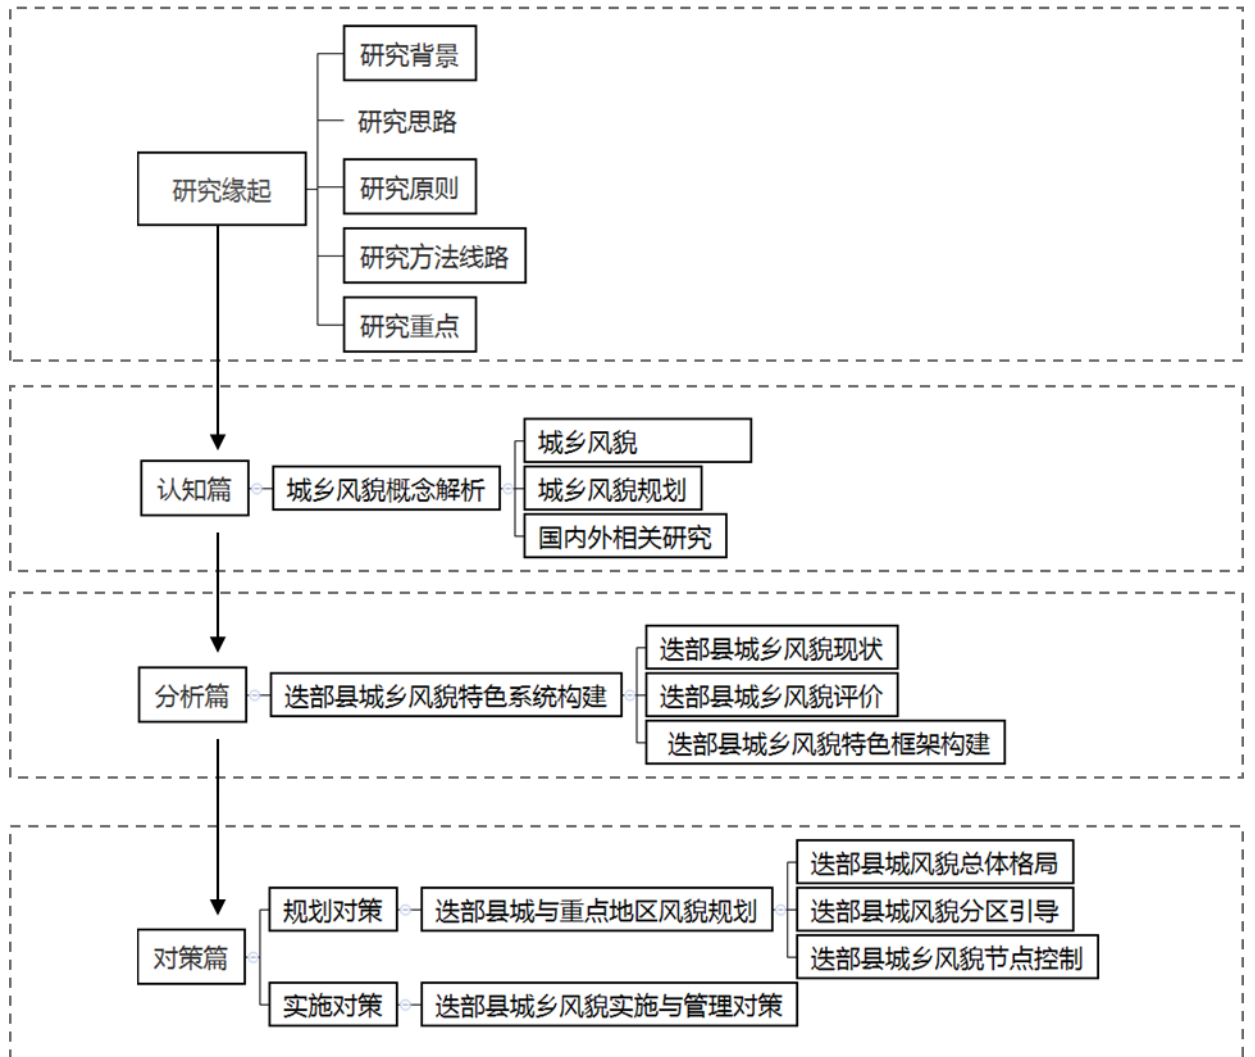 研究背景
研究思路
研究缘起
研究原则
研究方法线路
研究重点
城乡风貌
认知篇
城乡风貌概念解析
城乡风貌规划
国内外相关研究
迭部县城乡风貌现状
分析篇
迭部县城乡风貌特色系统构建
迭部县城乡风貌评价
迭部县城乡风貌特色框架构建
迭部县城风貌总体格局
规划对策
迭部县城与重点地区风貌规划
迭部县城风貌分区引导
对策篇
迭部县城乡风貌节点控制
实施对策
迭部县城乡风貌实施与管理对策